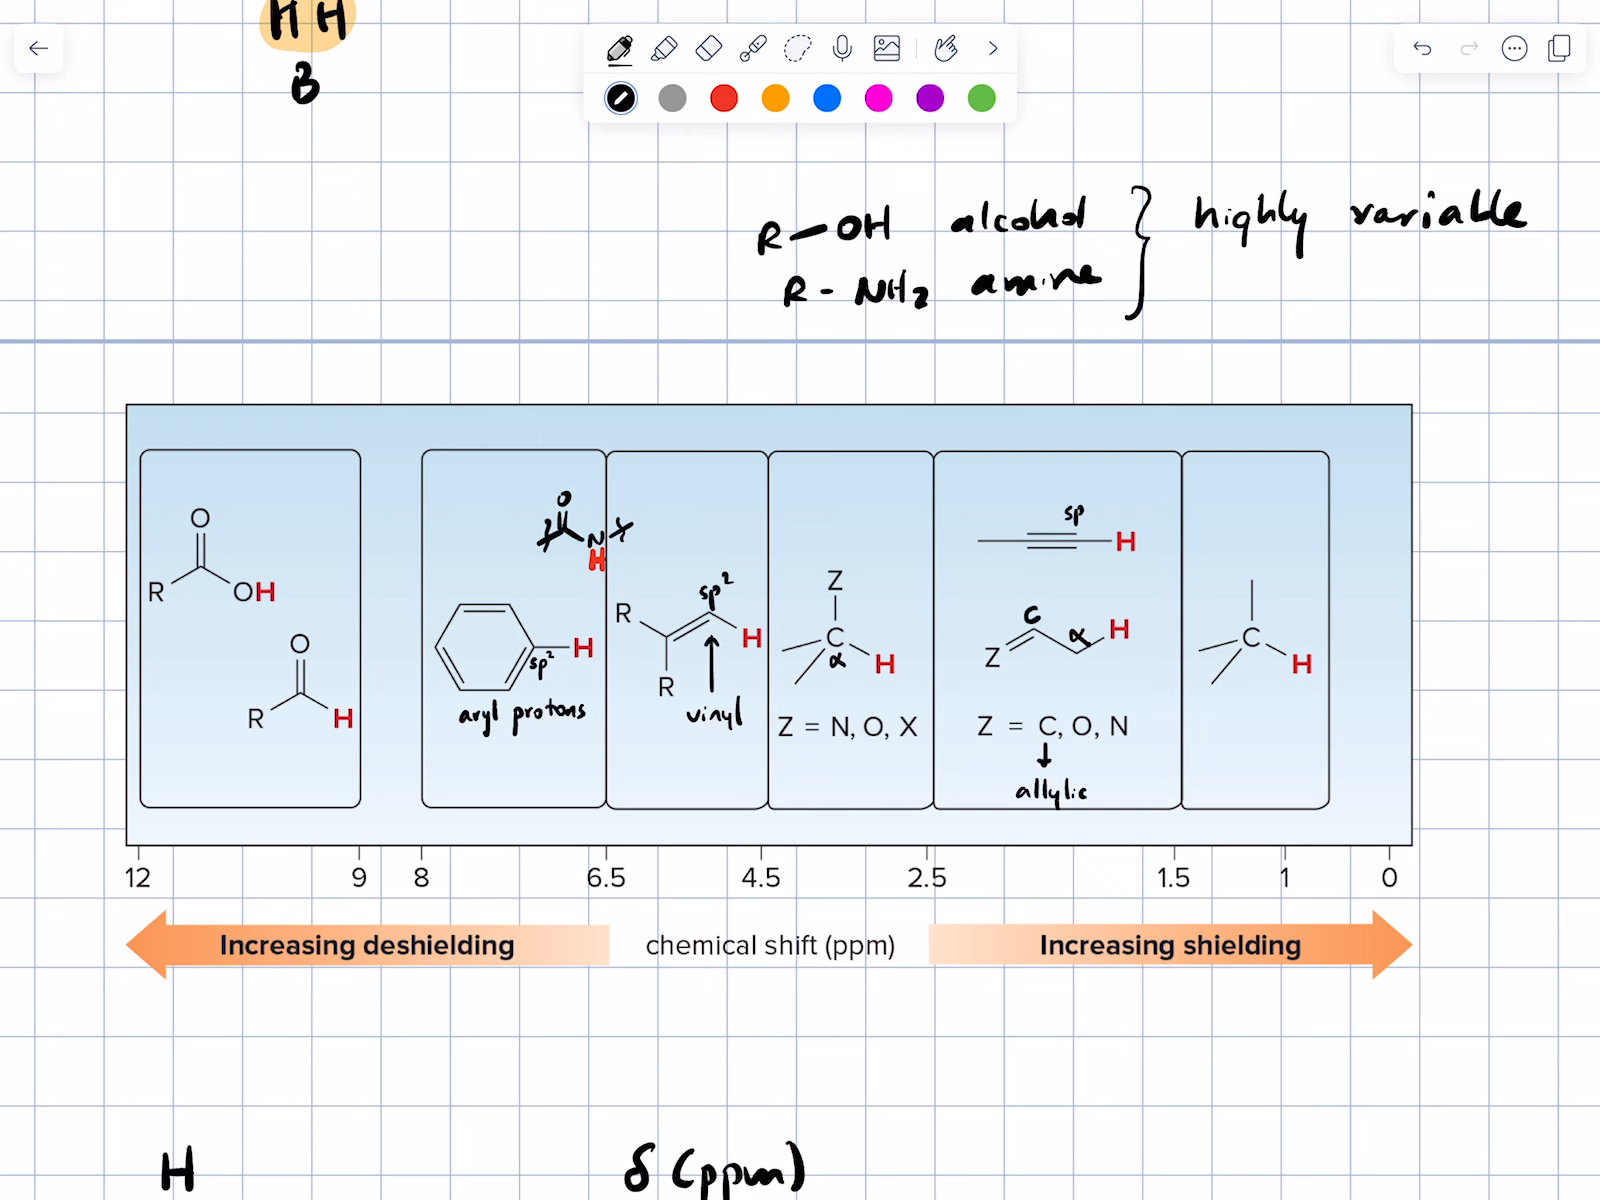 H H
B
R-OH alcohol } highly variable
R-NH2 amine
O
R OH
O
R H
O
N
H
sp²
H
aryl protons
R
sp²
H
R
vinyl
Z
C
α
H
Z = N, O, X
sp
H
C
α
H
Z
Z = C, O, N
allylic
C
H
12 9 8 6.5 4.5 2.5 1.5 1 0
Increasing deshielding chemical shift (ppm) Increasing shielding
H δ (ppm)